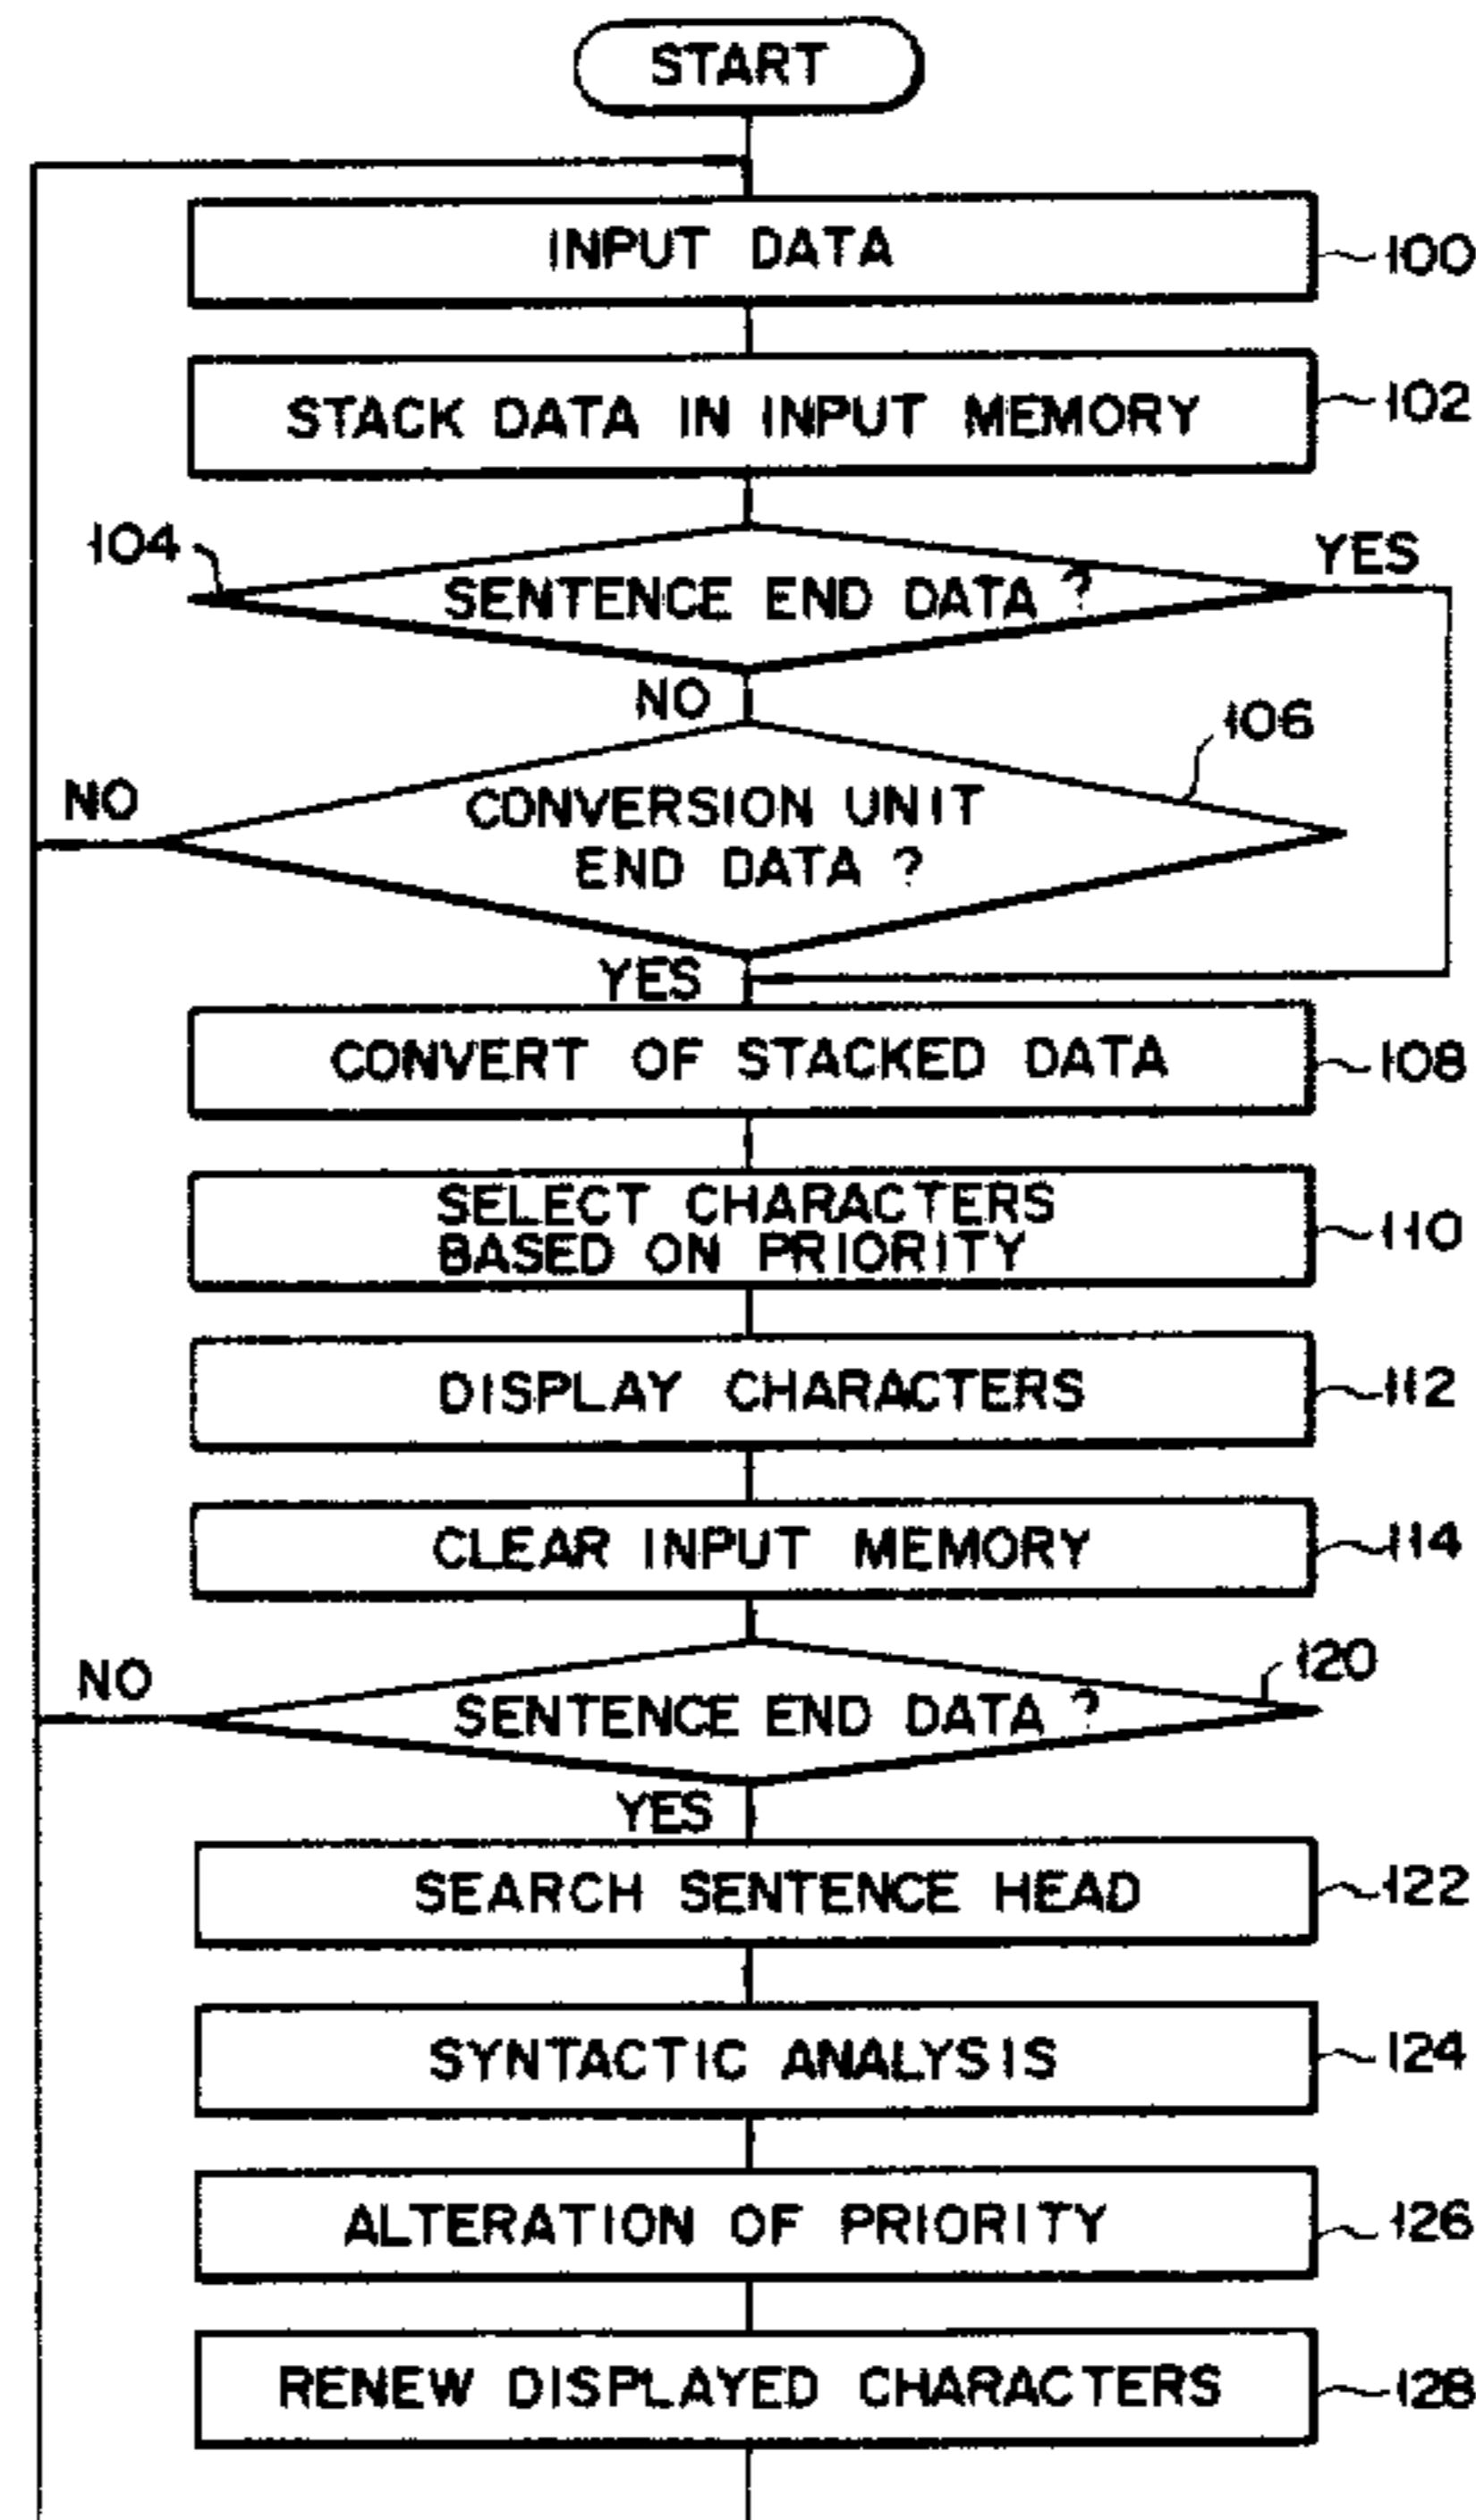 START
INPUT DATA
100
STACK DATA IN INPUT MEMORY
102
104
SENTENCE END DATA ?
YES
NO
106
NO
CONVERSION UNIT
END DATA ?
YES
CONVERT OF STACKED DATA
108
SELECT CHARACTERS
BASED ON PRIORITY
110
DISPLAY CHARACTERS
112
CLEAR INPUT MEMORY
114
NO
SENTENCE END DATA ?
120
YES
SEARCH SENTENCE HEAD
122
SYNTACTIC ANALYSIS
124
ALTERATION OF PRIORITY
126
RENEW DISPLAYED CHARACTERS
128